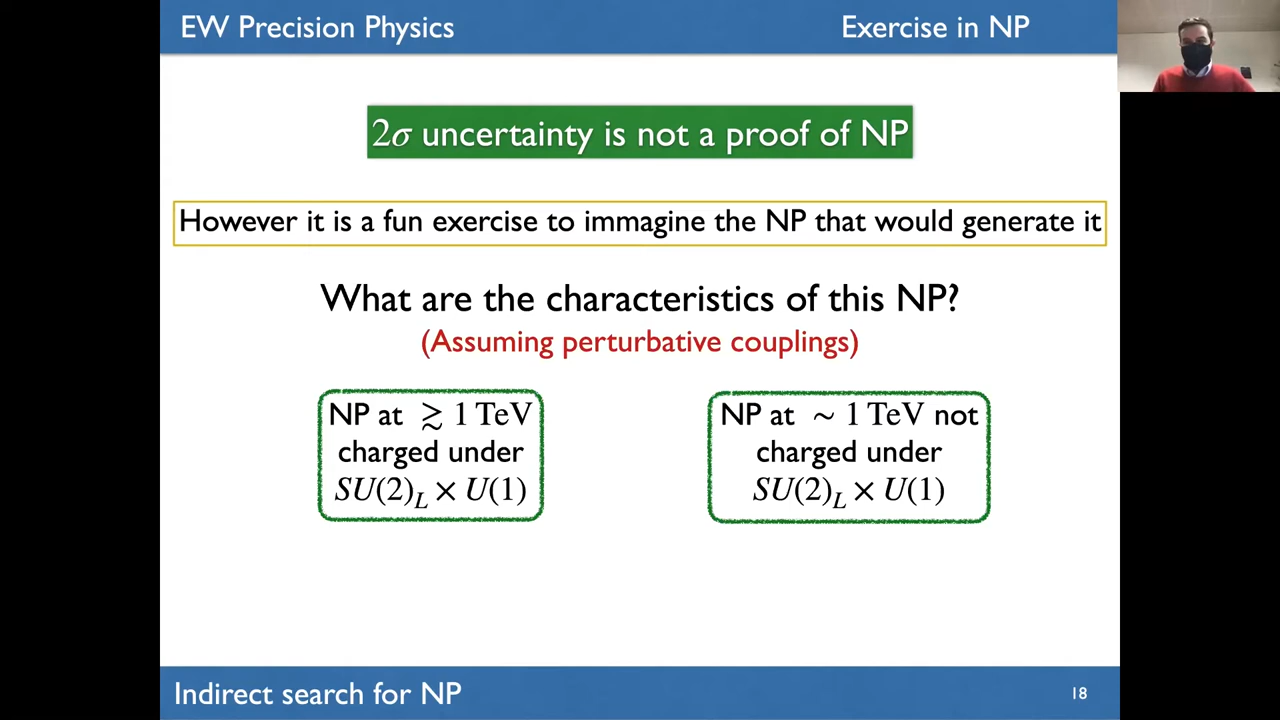 EW Precision Physics
Exercise in NP
2σ uncertainty is not a proof of NP
However it is a fun exercise to immagine the NP that would generate it
What are the characteristics of this NP?
(Assuming perturbative couplings)
NP at ≳ 1 TeV
charged under
SU(2)_L × U(1)
NP at ∼ 1 TeV not
charged under
SU(2)_L × U(1)
Indirect search for NP
18